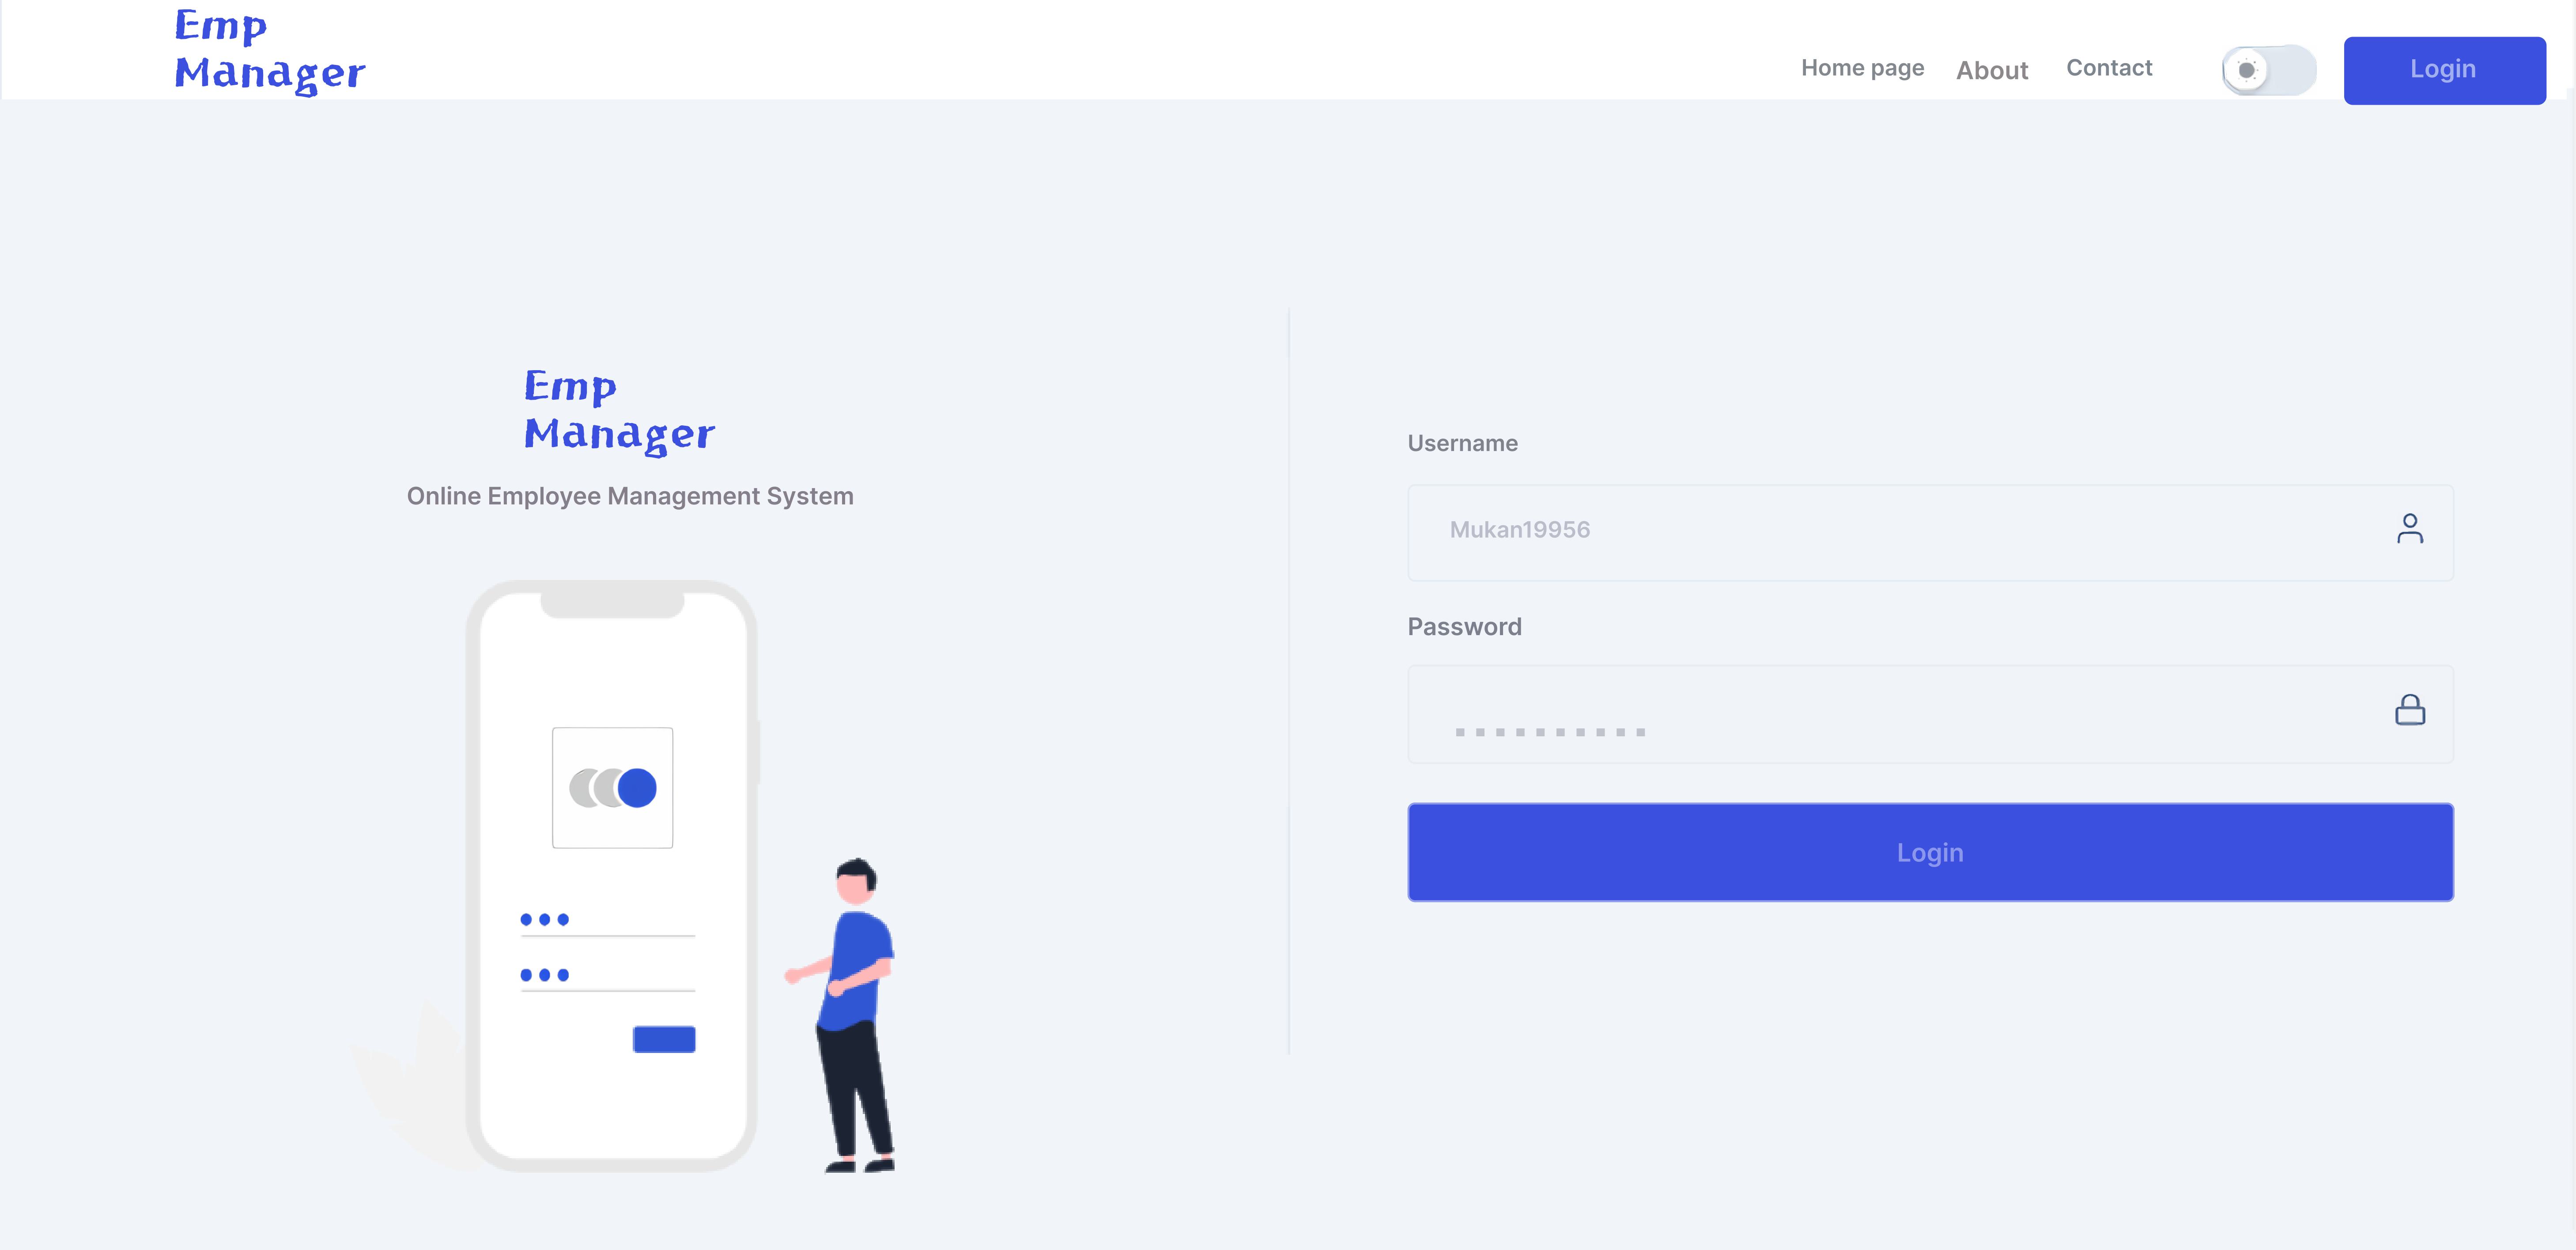 Emp
Manager
Home page
About
Contact
Login
Emp
Manager
Online Employee Management System
Username
Mukan19956
Password
Login